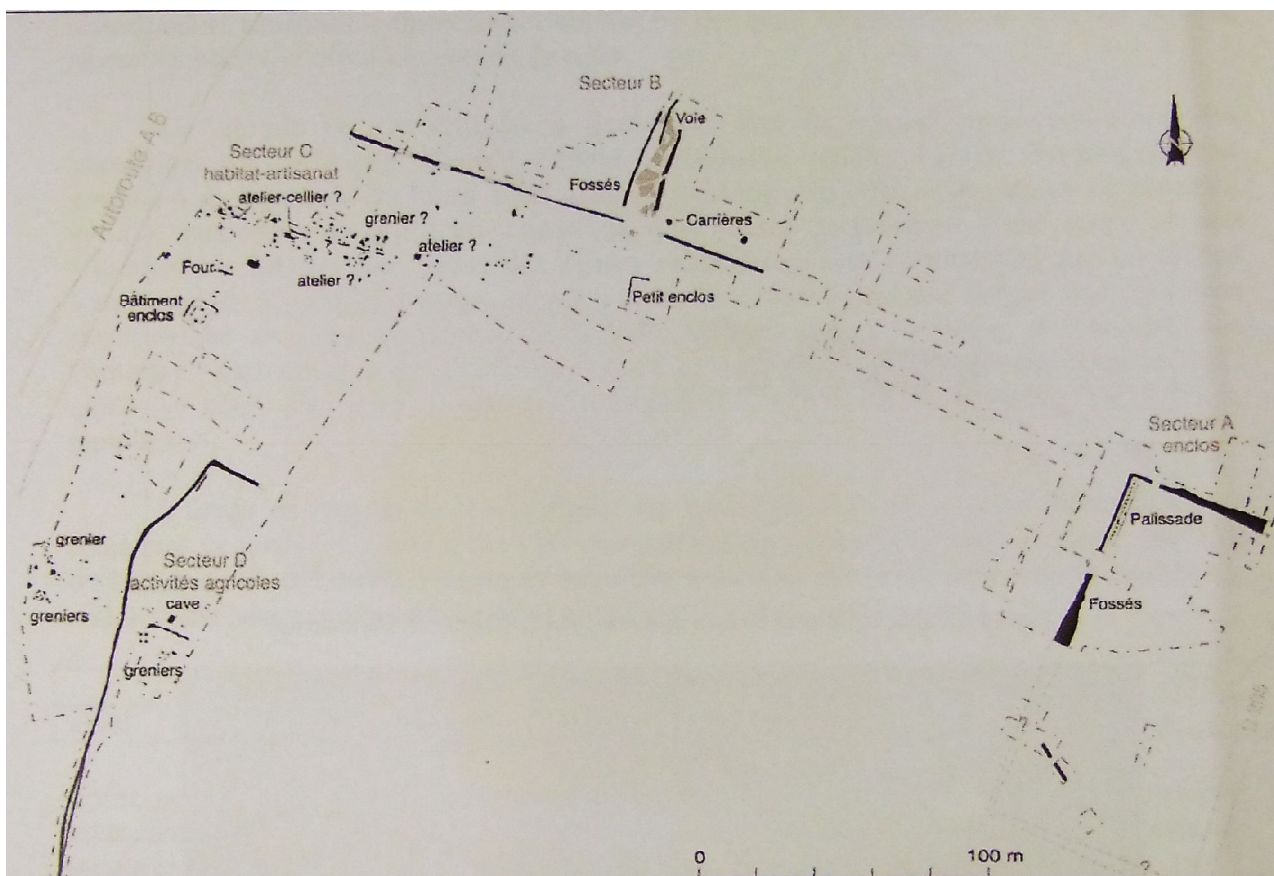 Secteur B
Voie
Autoroute A 6
Secteur C
habitat-artisanat
atelier-cellier ?
Fossés
grenier ?
Carrières
atelier ?
Four
atelier ?
Petit enclos
Bâtiment
enclos
Secteur A
enclos
Palissade
grenier
Secteur D
activités agricoles
cave
Fossés
greniers
greniers
0
100 m